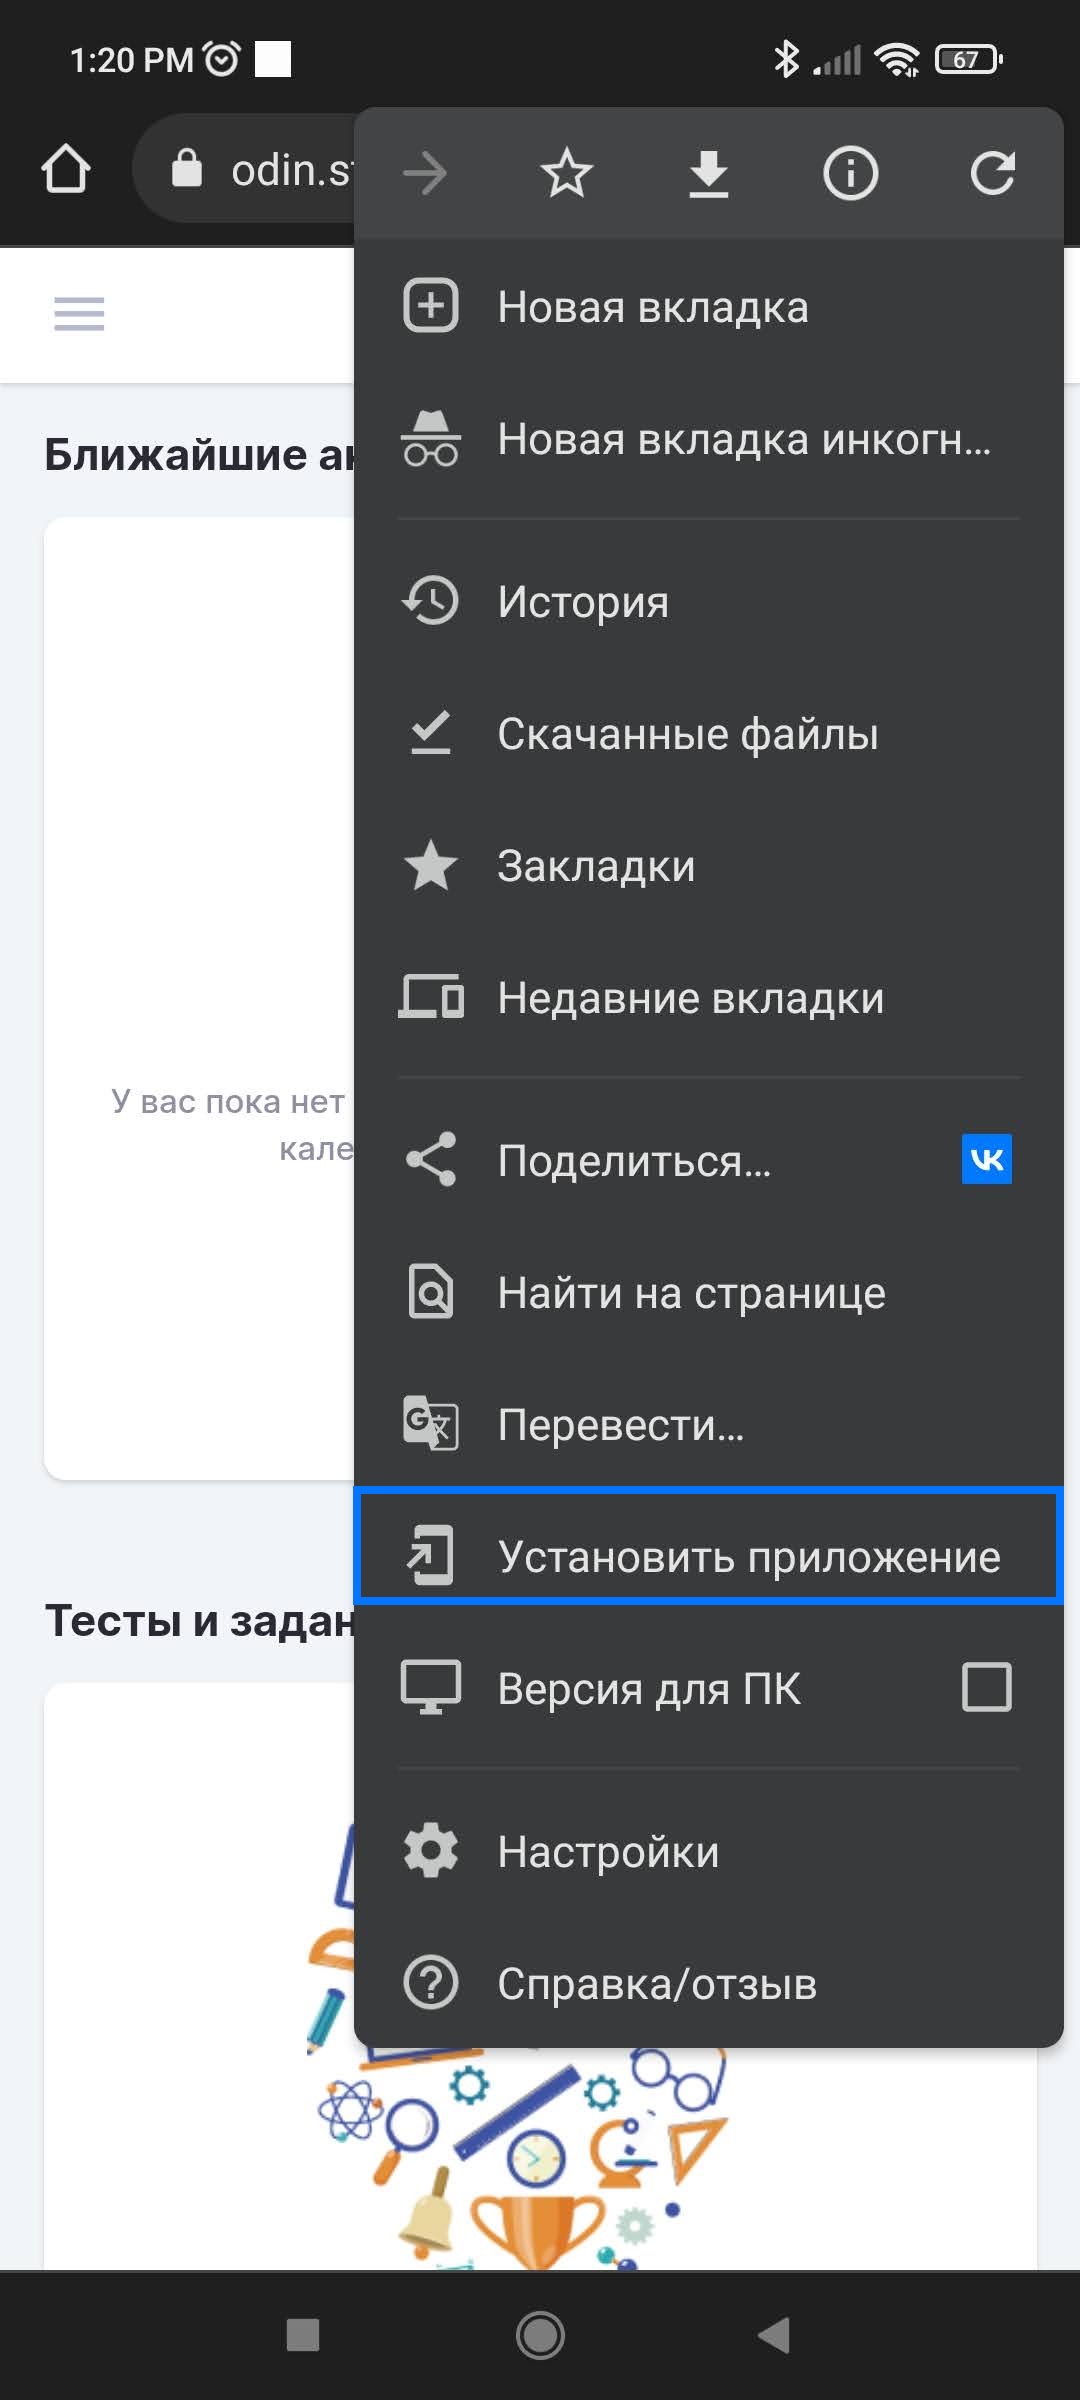 1:20 PM
67
odin.s
Новая вкладка
Новая вкладка инкогн...
Ближайшие
История
Скачанные файлы
Закладки
Недавние вкладки
У вас пока нет
кале
Поделиться...
Найти на странице
Перевести...
Установить приложение
Тесты и задан
Версия для ПК
Настройки
Справка/отзыв